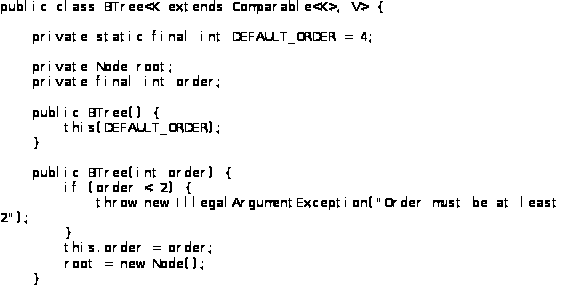 public class BTree<K extends Comparable<K>, V> {
private static final int DEFAULT_ORDER = 4;
private Node root;
private final int order;
public BTree() {
this(DEFAULT_ORDER);
}
public BTree(int order) {
if (order < 2) {
throw new IllegalArgumentException("Order must be at least
2");
}
this.order = order;
root = new Node();
}